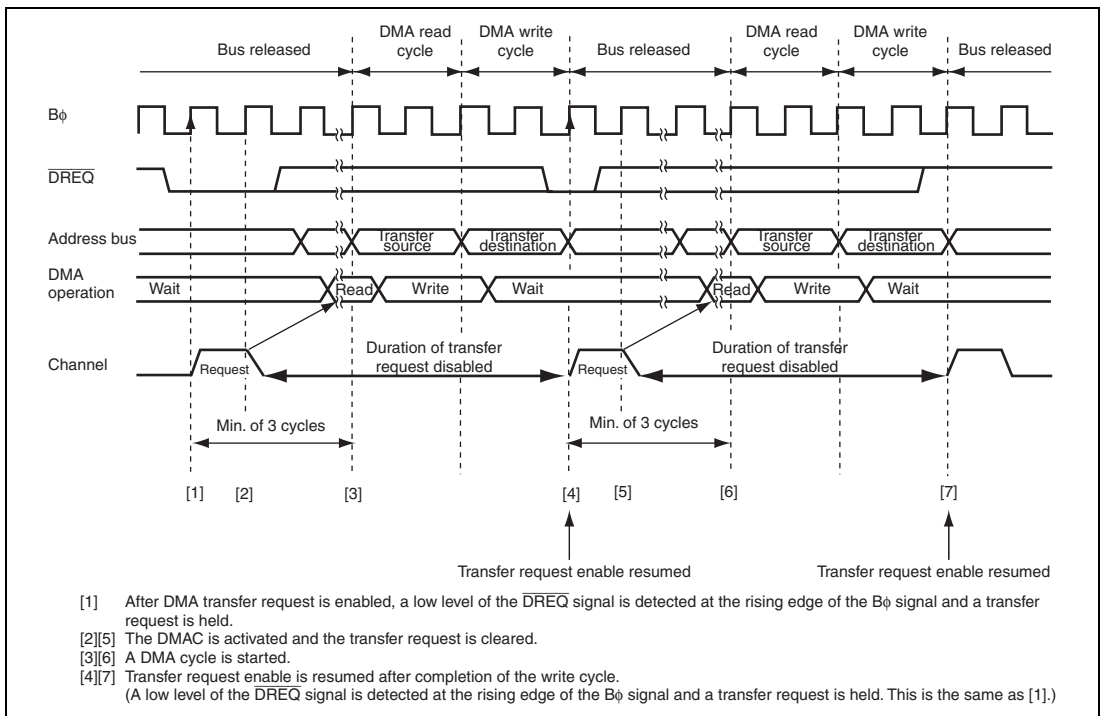 Bus released DMA read cycle DMA write cycle Bus released DMA read cycle DMA write cycle Bus released
Bφ
DREQ
Address bus Transfer source Transfer destination Transfer source Transfer destination
DMA operation Wait Read Write Wait Read Write Wait
Channel Request Duration of transfer request disabled Request Duration of transfer request disabled
Min. of 3 cycles Min. of 3 cycles
[1] [2] [3] [4] [5] [6] [7]
Transfer request enable resumed Transfer request enable resumed
[1] After DMA transfer request is enabled, a low level of the DREQ signal is detected at the rising edge of the Bφ signal and a transfer
request is held.
[2][5] The DMAC is activated and the transfer request is cleared.
[3][6] A DMA cycle is started.
[4][7] Transfer request enable is resumed after completion of the write cycle.
(A low level of the DREQ signal is detected at the rising edge of the Bφ signal and a transfer request is held. This is the same as [1].)